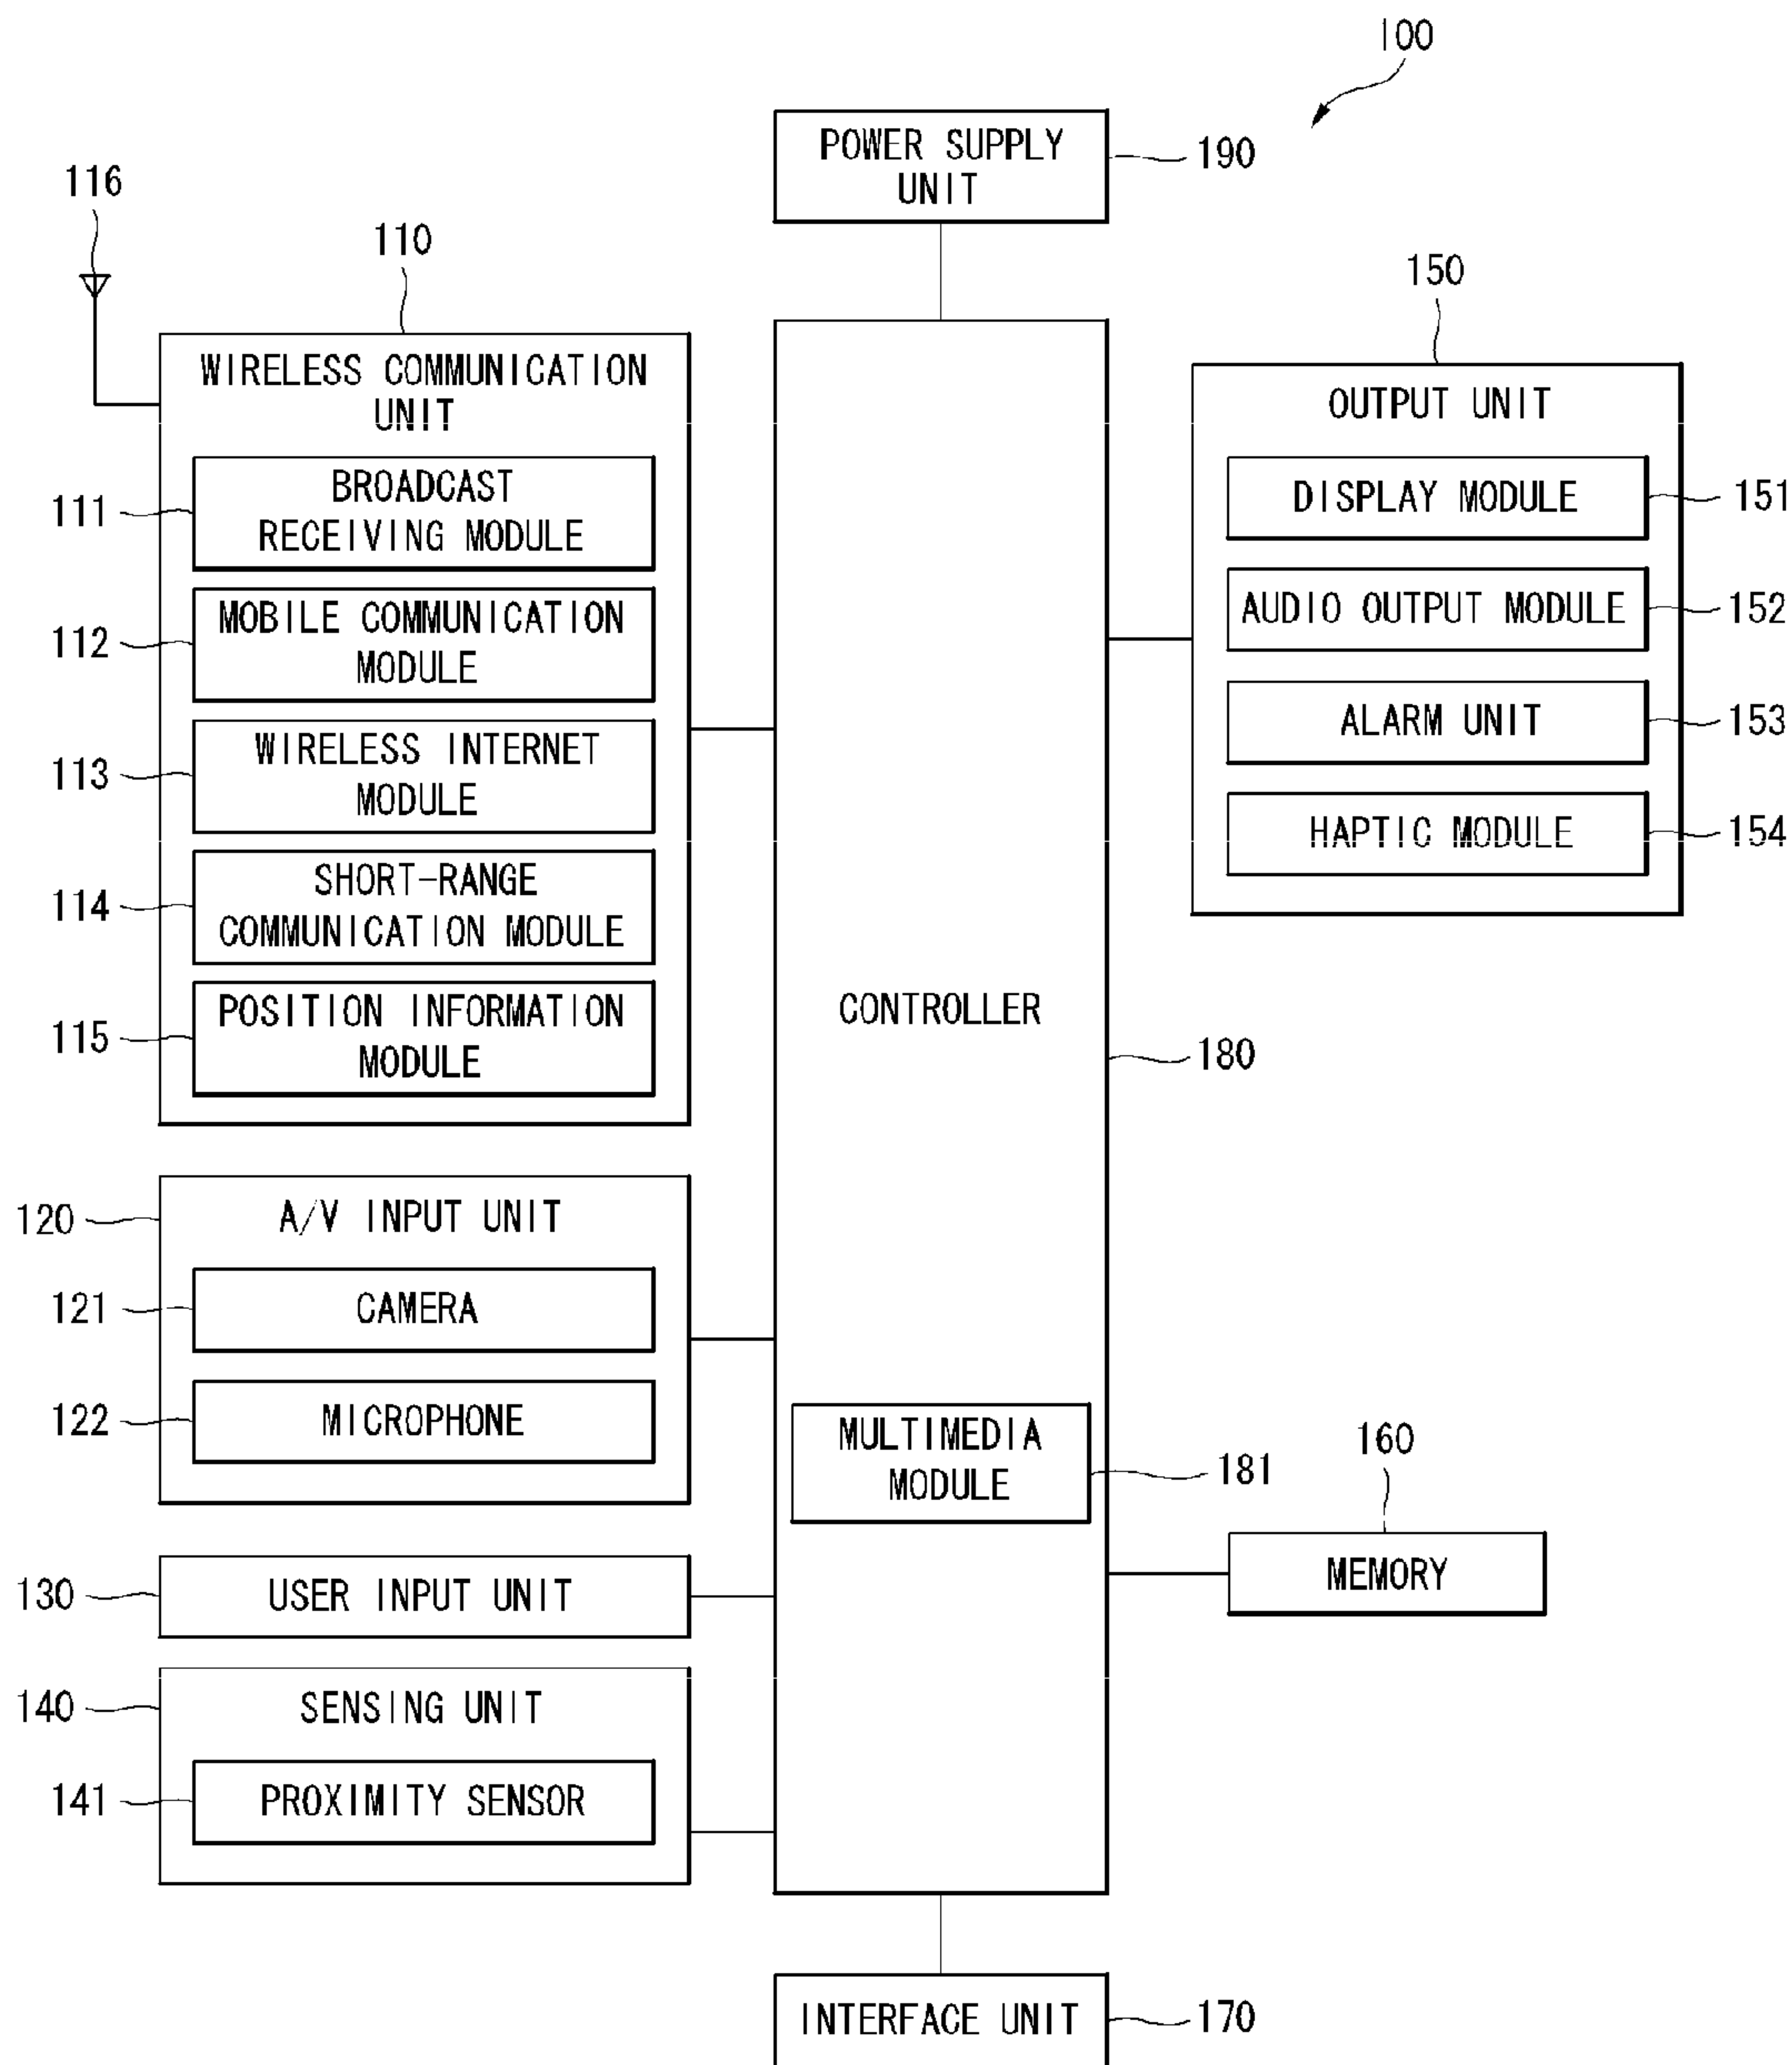 100
POWER SUPPLY
UNIT
190
116
110
WIRELESS COMMUNICATION
UNIT
111
BROADCAST
RECEIVING MODULE
112
MOBILE COMMUNICATION
MODULE
113
WIRELESS INTERNET
MODULE
114
SHORT-RANGE
COMMUNICATION MODULE
115
POSITION INFORMATION
MODULE
120
A/V INPUT UNIT
121
CAMERA
122
MICROPHONE
130
USER INPUT UNIT
140
SENSING UNIT
141
PROXIMITY SENSOR
CONTROLLER
180
MULTIMEDIA
MODULE
181
150
OUTPUT UNIT
DISPLAY MODULE
151
AUDIO OUTPUT MODULE
152
ALARM UNIT
153
HAPTIC MODULE
154
160
MEMORY
INTERFACE UNIT
170